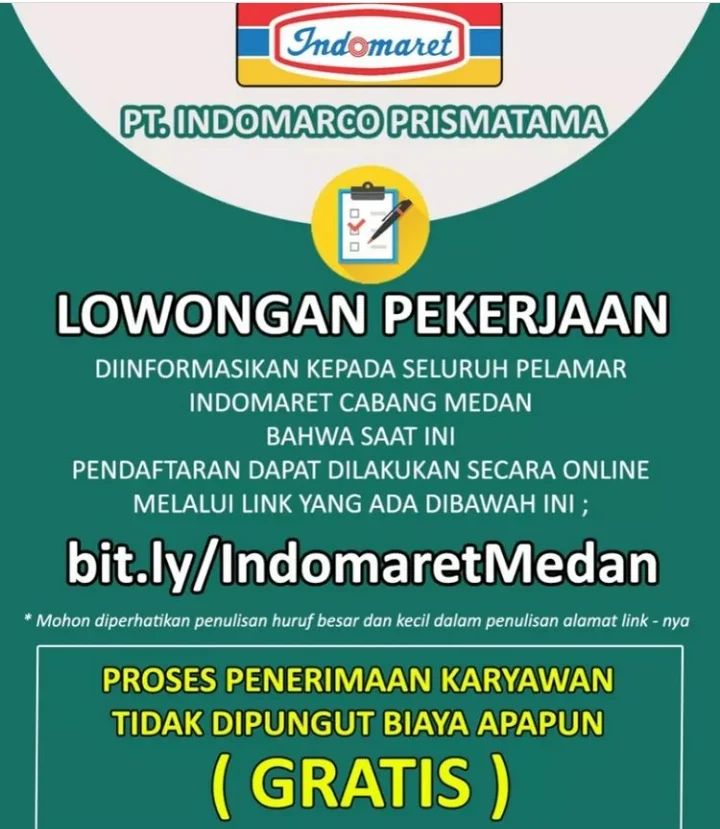 Indomaret
PT. INDOMARCO PRISMATAMA
LOWONGAN PEKERJAAN
DIINFORMASIKAN KEPADA SELURUH PELAMAR
INDOMARET CABANG MEDAN
BAHWA SAAT INI
PENDAFTARAN DAPAT DILAKUKAN SECARA ONLINE
MELALUI LINK YANG ADA DIBAWAH INI ;
bit.ly/IndomaretMedan
* Mohon diperhatikan penulisan huruf besar dan kecil dalam penulisan alamat link - nya
PROSES PENERIMAAN KARYAWAN
TIDAK DIPUNGUT BIAYA APAPUN
( GRATIS )